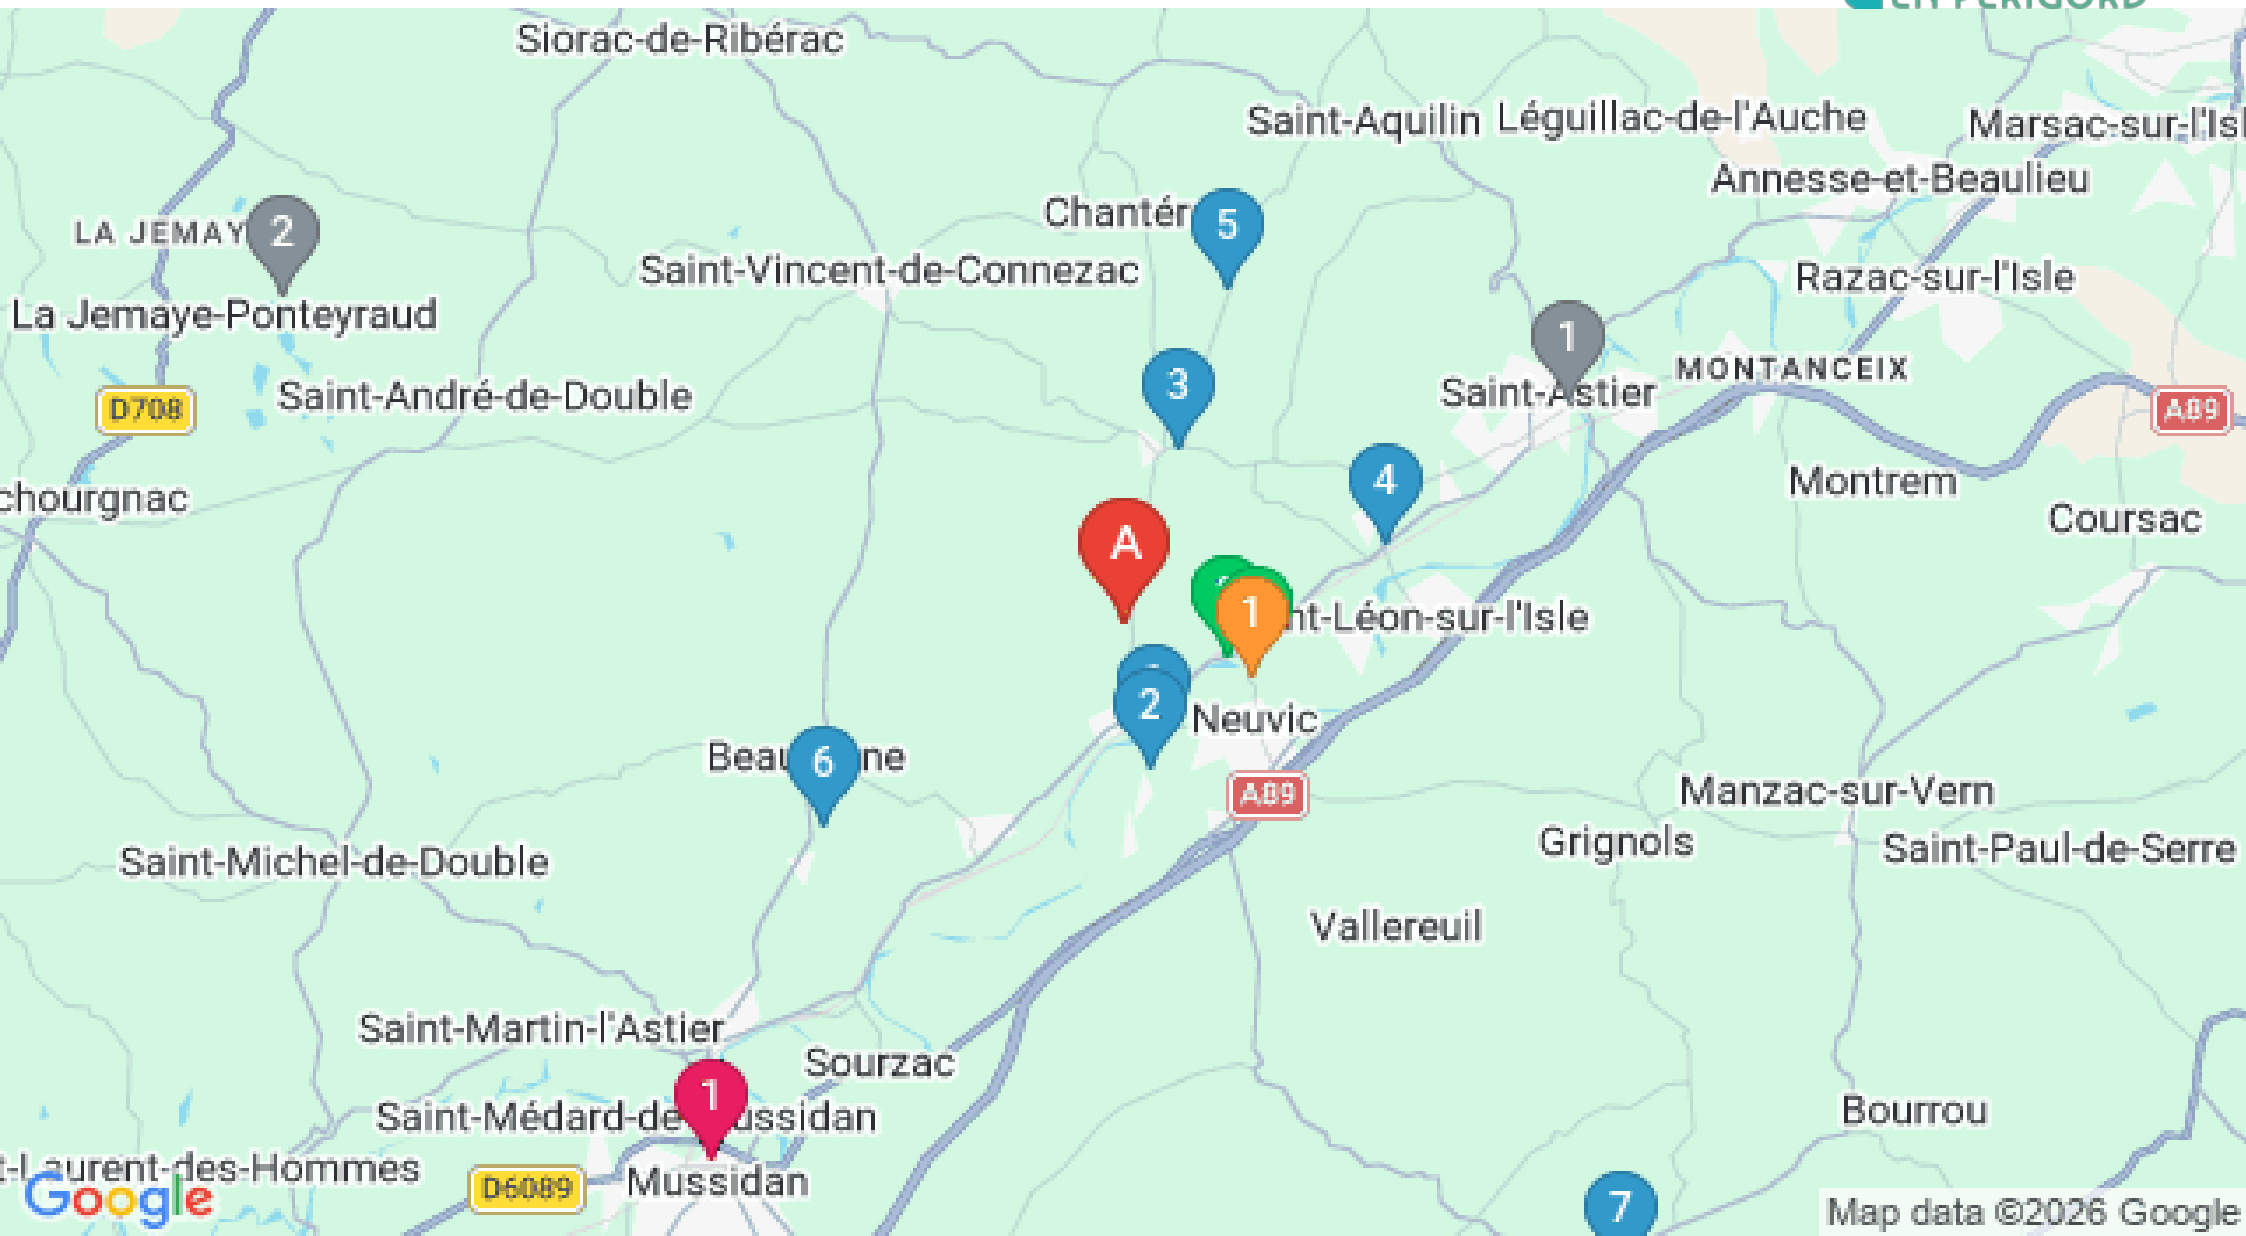 EN PÉRIGORD
Siorac-de-Ribérac
Saint-Aquilin
Léguillac-de-l'Auche
Marsac-sur-l'Isl
Annesse-et-Beaulieu
Chantér
5
LA JEMAY
2
Saint-Vincent-de-Connezac
Razac-sur-l'Isle
La Jemaye-Ponteyraud
1
MONTANCEIX
3
Saint-André-de-Double
Saint-Astier
D708
A89
4
Montrem
chourgnac
Coursac
A
1
nt-Léon-sur-l'Isle
2
Neuvic
Beau
6
ne
A89
Manzac-sur-Vern
Grignols
Saint-Paul-de-Serre
Saint-Michel-de-Double
Vallereuil
Saint-Martin-l'Astier
Sourzac
1
Saint-Médard-de-Mussidan
Bourrou
t-Laurent-des-Hommes
D6089
Mussidan
Google
7
Map data ©2026 Google